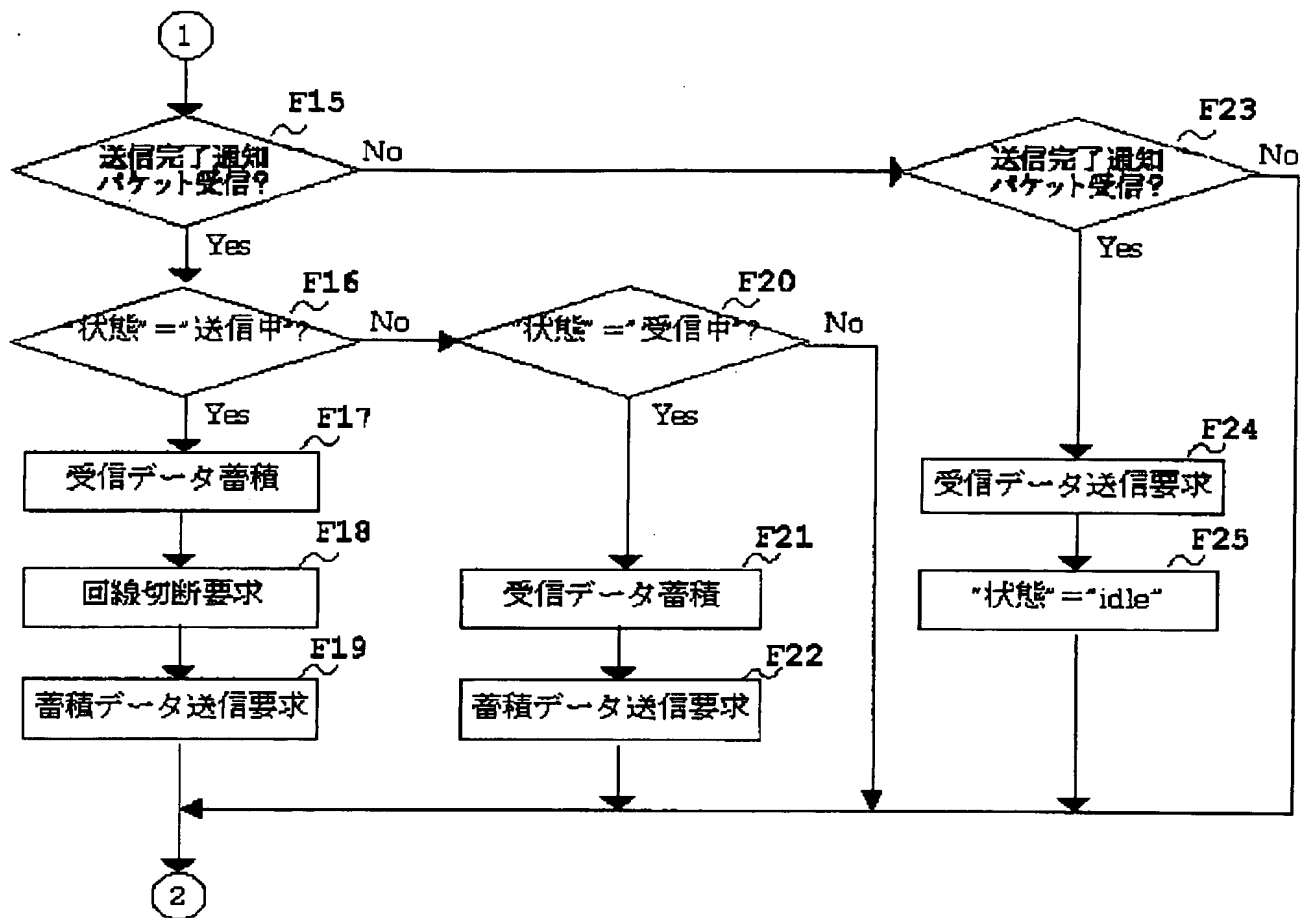 1
F15
送信完了通知
パケット受信?
No
Yes
F23
送信完了通知
パケット受信?
No
Yes
F16
"状態"="送信中"?
No
Yes
F20
"状態"="受信中"?
No
Yes
F17
受信データ蓄積
F18
回線切断要求
F19
蓄積データ送信要求
F21
受信データ蓄積
F22
蓄積データ送信要求
F24
受信データ送信要求
F25
"状態"="idle"
2